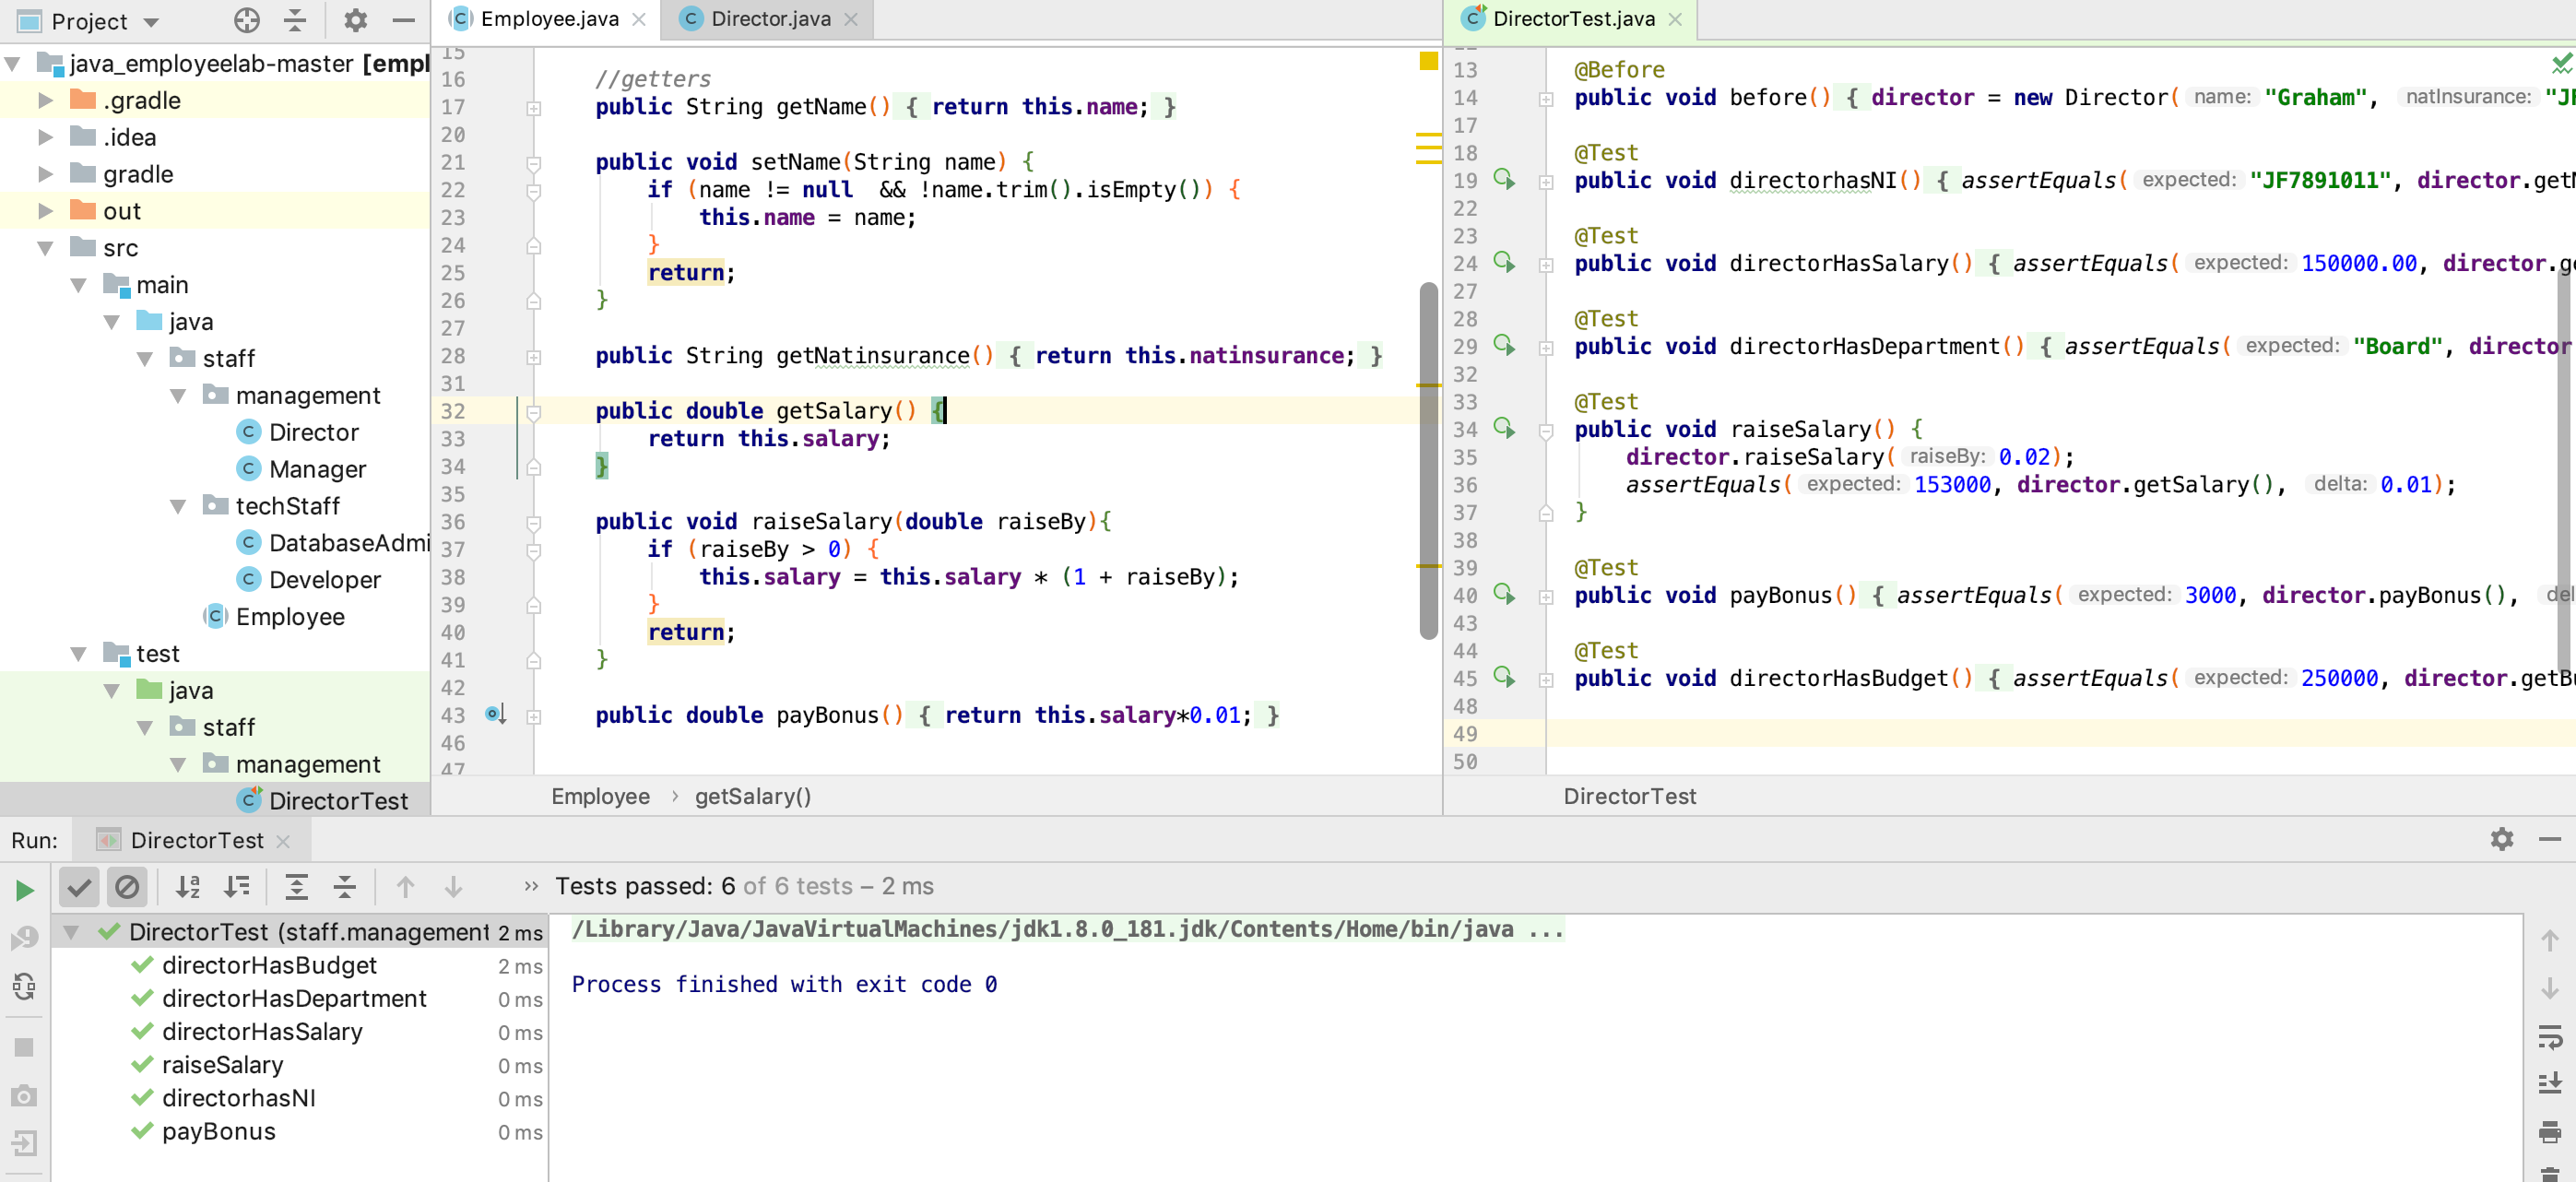 Project
java_employeelab-master [empl
.gradle
.idea
gradle
out
src
main
java
staff
management
Director
Manager
techStaff
DatabaseAdmi
Developer
Employee
test
java
staff
management
DirectorTest
Employee.java
Director.java
15
16 //getters
17 public String getName() { return this.name; }
20
21 public void setName(String name) {
22 if (name != null  && !name.trim().isEmpty()) {
23 this.name = name;
24 }
25 return;
26 }
27
28 public String getNatinsurance() { return this.natinsurance; }
31
32 public double getSalary() {
33 return this.salary;
34 }
35
36 public void raiseSalary(double raiseBy){
37 if (raiseBy > 0) {
38 this.salary = this.salary * (1 + raiseBy);
39 }
40 return;
41 }
42
43 public double payBonus() { return this.salary*0.01; }
46
47
Employee › getSalary()
DirectorTest.java
13 @Before
14 public void before() { director = new Director( name: "Graham", natInsurance: "JF
17
18 @Test
19 public void directorhasNI() { assertEquals( expected: "JF7891011", director.getN
22
23 @Test
24 public void directorHasSalary() { assertEquals( expected: 150000.00, director.ge
27
28 @Test
29 public void directorHasDepartment() { assertEquals( expected: "Board", director
32
33 @Test
34 public void raiseSalary() {
35 director.raiseSalary( raiseBy: 0.02);
36 assertEquals( expected: 153000, director.getSalary(), delta: 0.01);
37 }
38
39 @Test
40 public void payBonus() { assertEquals( expected: 3000, director.payBonus(), del
43
44 @Test
45 public void directorHasBudget() { assertEquals( expected: 250000, director.getBu
48
49
50
DirectorTest
Run: DirectorTest
» Tests passed: 6 of 6 tests – 2 ms
DirectorTest (staff.management 2 ms
directorHasBudget 2 ms
directorHasDepartment 0 ms
directorHasSalary 0 ms
raiseSalary 0 ms
directorhasNI 0 ms
payBonus 0 ms
/Library/Java/JavaVirtualMachines/jdk1.8.0_181.jdk/Contents/Home/bin/java ...
Process finished with exit code 0